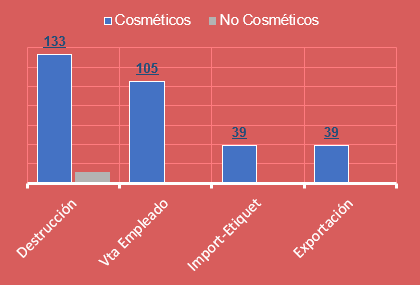 Cosméticos No Cosméticos
133
105
39 39
Destrucción
Vta Empleado
Import-Etiquet
Exportación